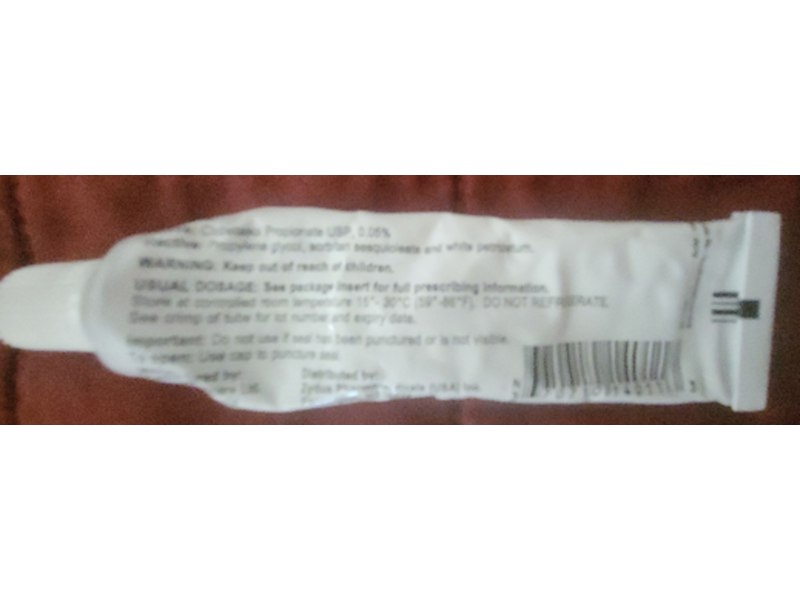 Propionate USP, 0.05%
Propylene glycol, sorbitan sesquioleate and white petrolatum.
WARNING: Keep out of reach of children.
USUAL DOSAGE: See package insert for full prescribing information.
Store at controlled room temperature 15°- 30°C (59°-86°F). DO NOT REFRIGERATE.
See crimp of tube for lot number and expiry date.
Important: Do not use if seal has been punctured or is not visible.
To open: Use cap to puncture seal.
Distributed by:
Ltd.
Zydus (USA) Inc.